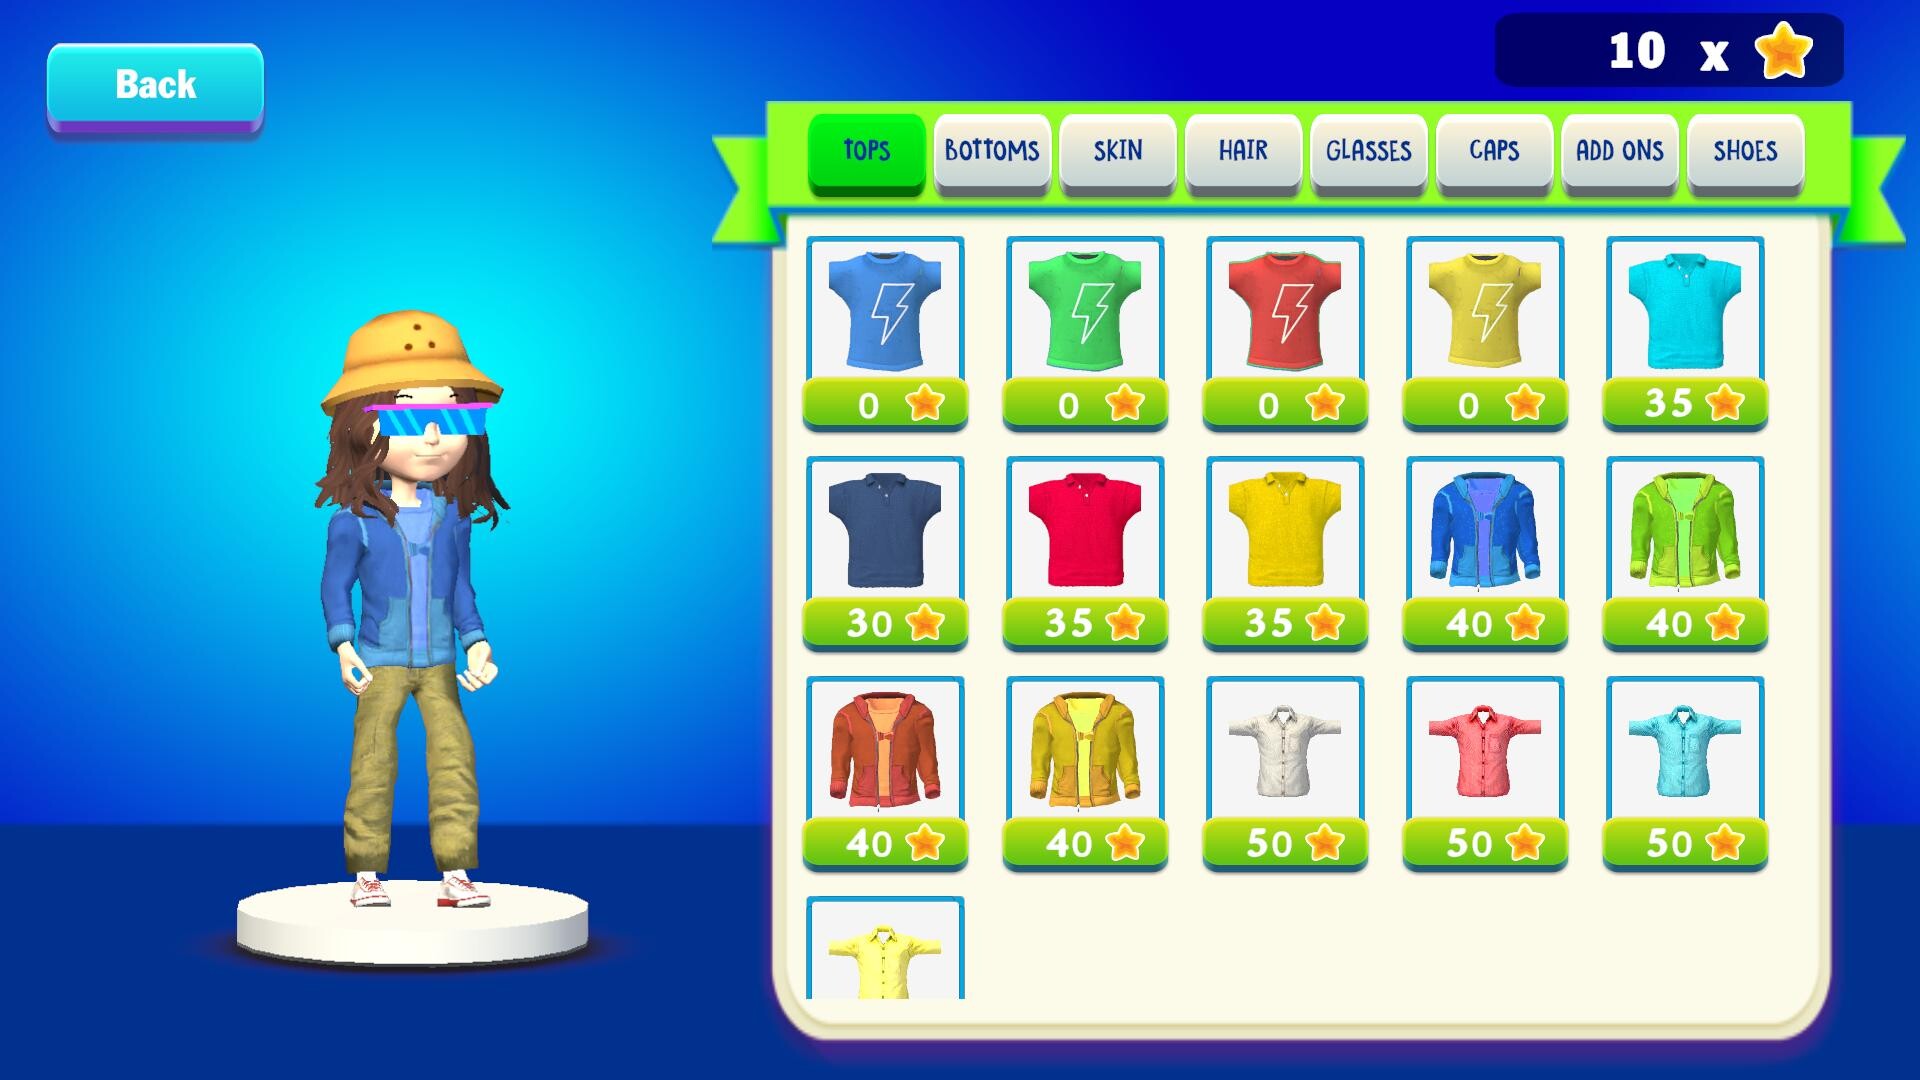 Back
10 x
TOPS BOTTOMS SKIN HAIR GLASSES CAPS ADD ONS SHOES
0 0 0 0 35
30 35 35 40 40
40 40 50 50 50